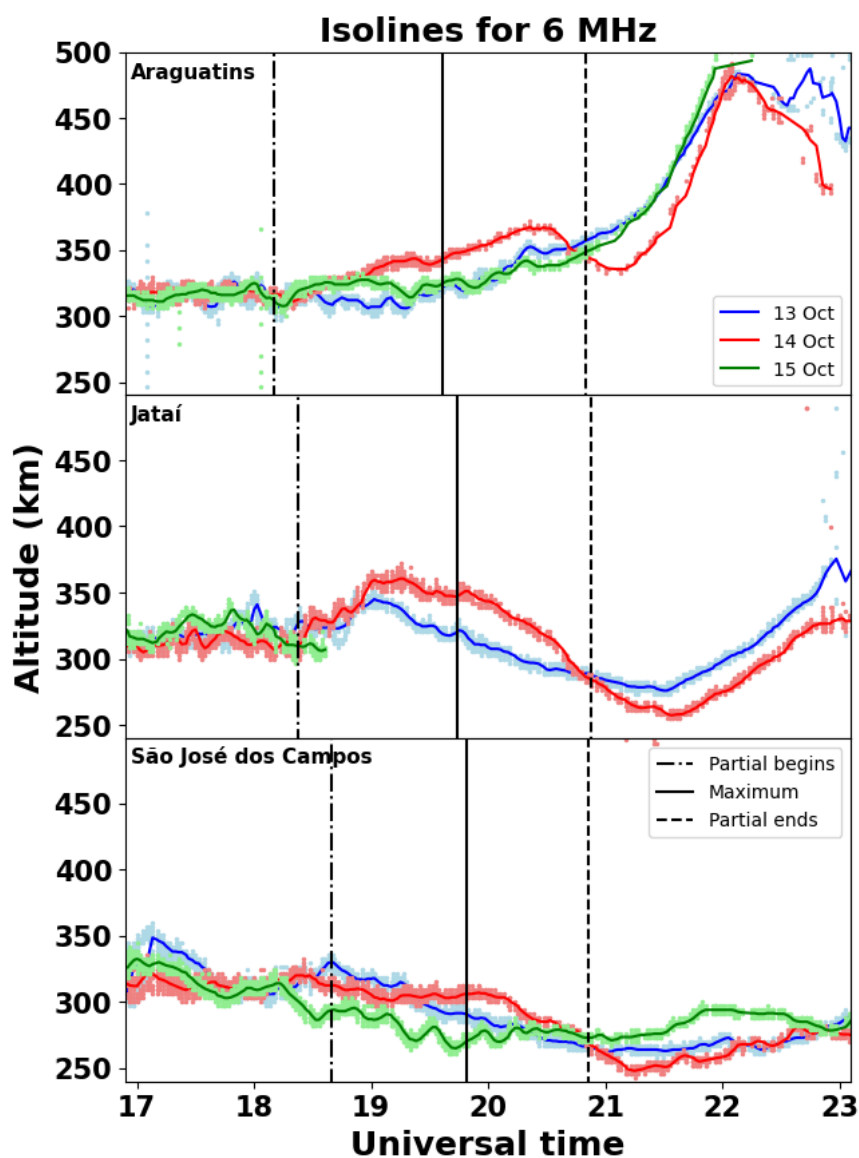 Isolines for 6 MHz
Araguatins
500
450
400
350
300
250
13 Oct
14 Oct
15 Oct
Jataí
450
400
350
300
250
Altitude (km)
São José dos Campos
Partial begins
Maximum
Partial ends
450
400
350
300
250
17 18 19 20 21 22 23
Universal time